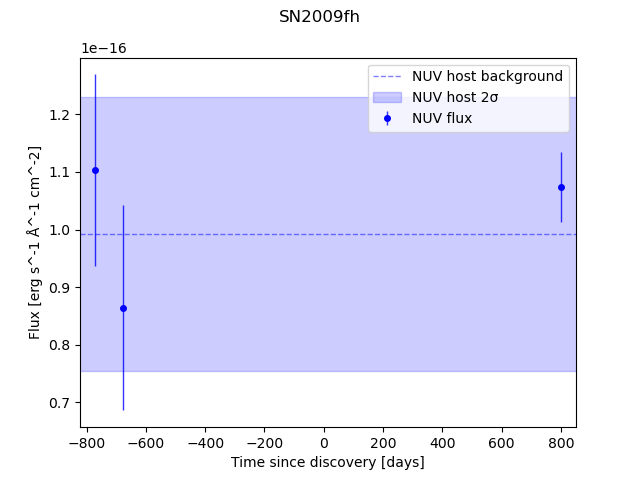 SN2009fh
1e−16
NUV host background
NUV host 2σ
NUV flux
1.2
1.1
1.0
0.9
0.8
0.7
Flux [erg s^-1 Å^-1 cm^-2]
−800 −600 −400 −200 0 200 400 600 800
Time since discovery [days]